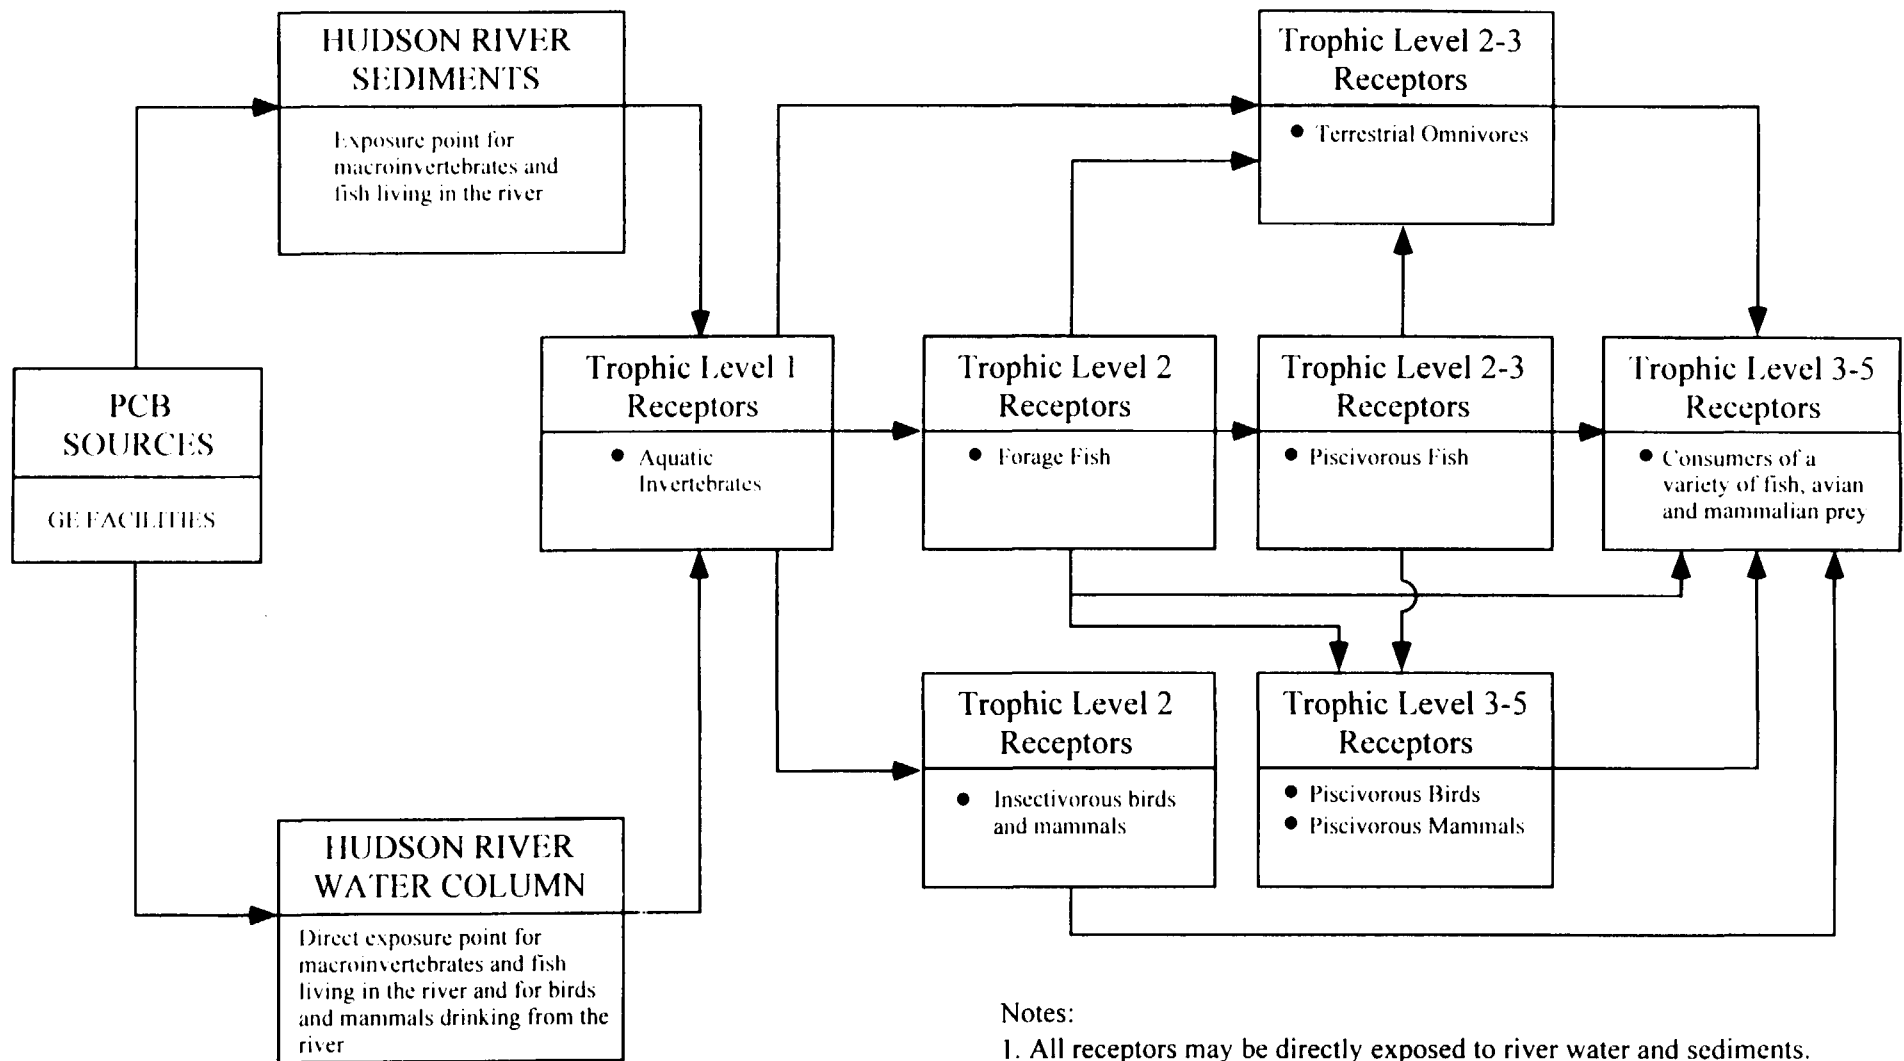 HUDSON RIVER
SEDIMENTS
Exposure point for
macroinvertebrates and
fish living in the river
Trophic Level 2-3
Receptors
● Terrestrial Omnivores
PCB
SOURCES
GE FACILITIES
Trophic Level 1
Receptors
● Aquatic
Invertebrates
Trophic Level 2
Receptors
● Forage Fish
Trophic Level 2-3
Receptors
● Piscivorous Fish
Trophic Level 3-5
Receptors
● Consumers of a
variety of fish, avian
and mammalian prey
Trophic Level 2
Receptors
● Insectivorous birds
and mammals
Trophic Level 3-5
Receptors
● Piscivorous Birds
● Piscivorous Mammals
HUDSON RIVER
WATER COLUMN
Direct exposure point for
macroinvertebrates and fish
living in the river and for birds
and mammals drinking from the
river
Notes:
1. All receptors may be directly exposed to river water and sediments.